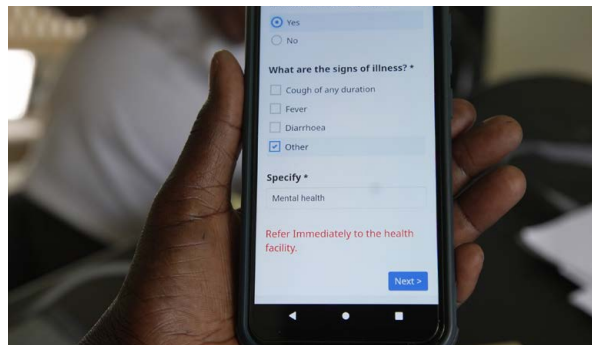 Yes
No
What are the signs of illness? *
Cough of any duration
Fever
Diarrhoea
Other
Specify *
Mental health
Refer Immediately to the health
facility.
Next >